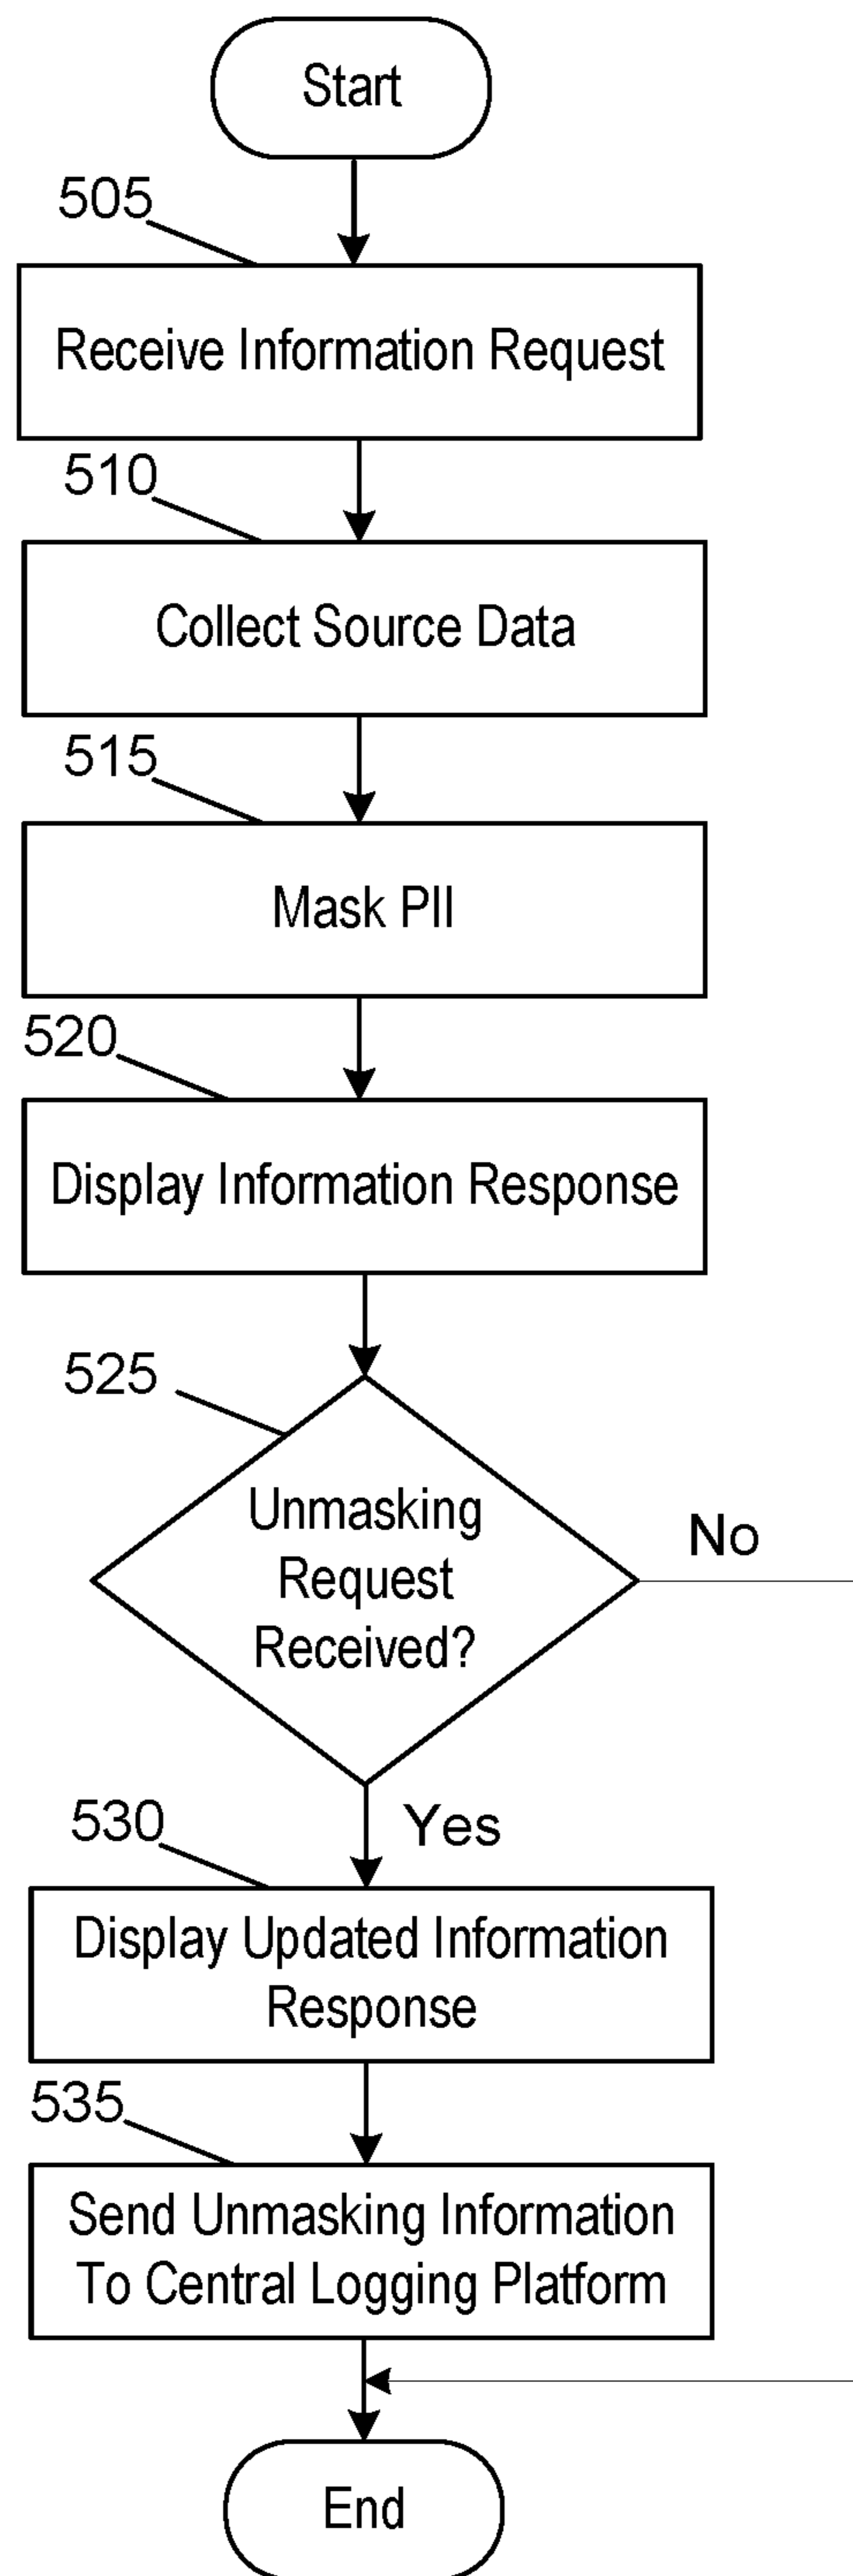 Start
505
Receive Information Request
510
Collect Source Data
515
Mask PII
520
Display Information Response
525
Unmasking
Request
Received?
No
Yes
530
Display Updated Information
Response
535
Send Unmasking Information
To Central Logging Platform
End